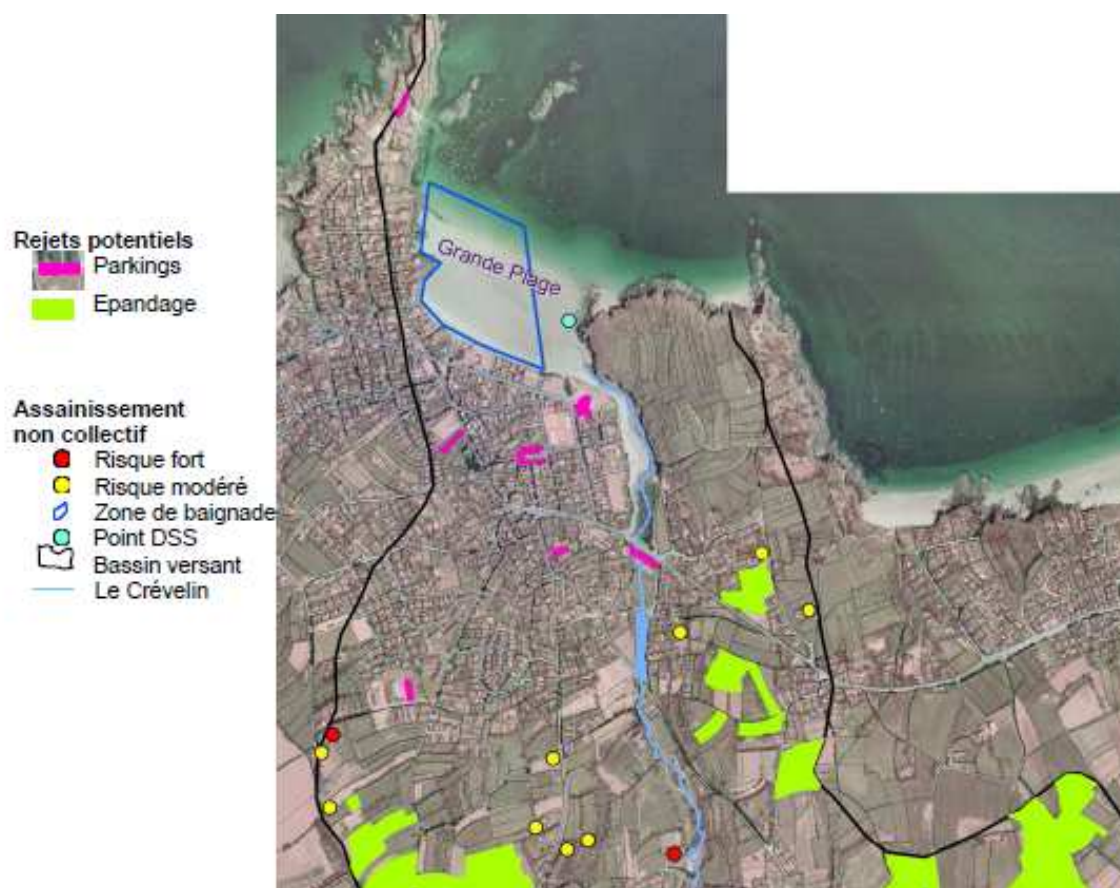 Rejets potentiels
Parkings
Epandage
Assainissement
non collectif
Risque fort
Risque modéré
Zone de baignade
Point DSS
Bassin versant
Le Crévelin
Grande Plage